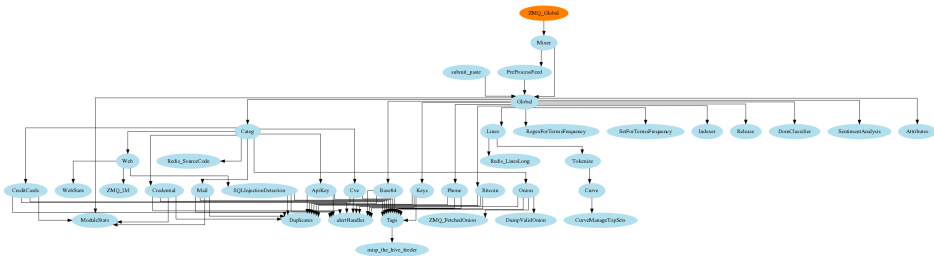 ZMQ_Global
Mixer
submit_paste
PreProcessFeed
Global
Categ
Lines
RegexForTermsFrequency
SetForTermsFrequency
Indexer
Release
DomClassifier
SentimentAnalysis
Attributes
Web
Redis_SourceCode
Redis_LinesLong
Tokenize
CreditCards
WebStats
ZMQ_Url
Credential
Mail
SQLInjectionDetection
ApiKey
Cve
Base64
Keys
Phone
Bitcoin
Onion
Curve
ModuleStats
Duplicates
alertHandler
Tags
ZMQ_FetchedOnion
DumpValidOnion
CurveManageTopSets
misp_the_hive_feeder